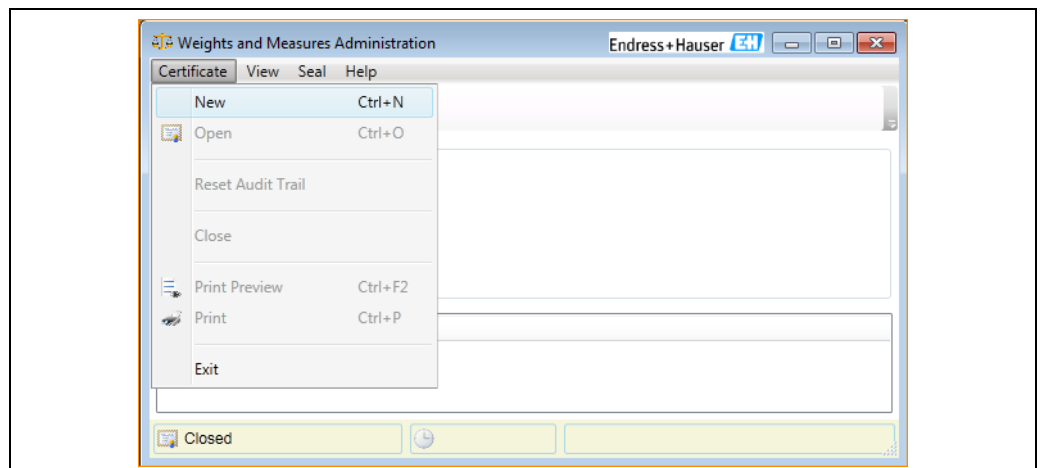 Weights and Measures Administration Endress+Hauser EH
Certificate View Seal Help
New Ctrl+N
Open Ctrl+O
Reset Audit Trail
Close
Print Preview Ctrl+F2
Print Ctrl+P
Exit
Closed